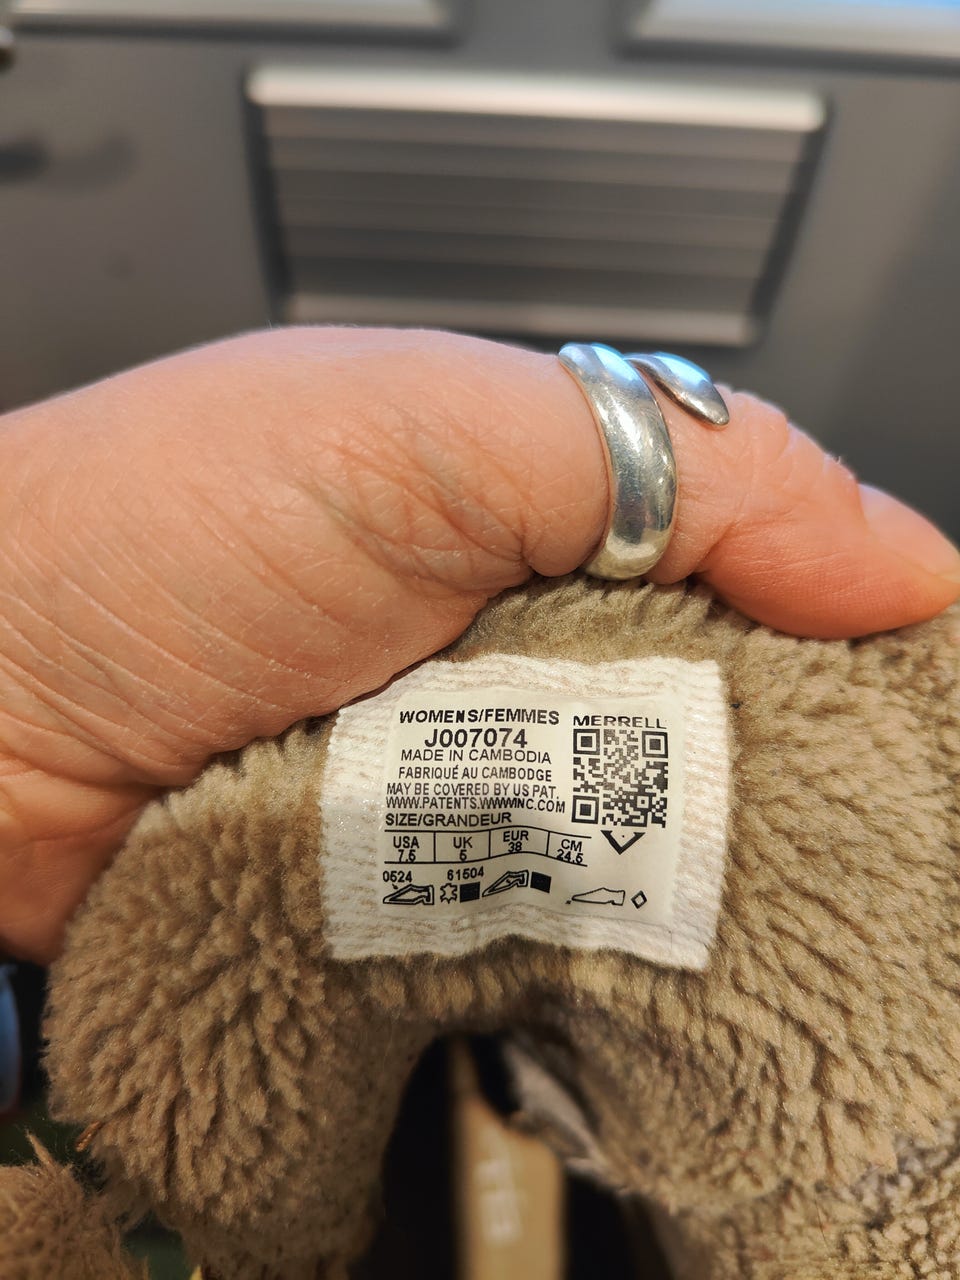 WOMENS/FEMMES
MERRELL
J007074
MADE IN CAMBODIA
FABRIQUÉ AU CAMBODGE
MAY BE COVERED BY US PAT.
WWW.PATENTS.WWWINC.COM
SIZE/GRANDEUR
USA UK EUR CM
7.5 5 38 24.5
0524 61504